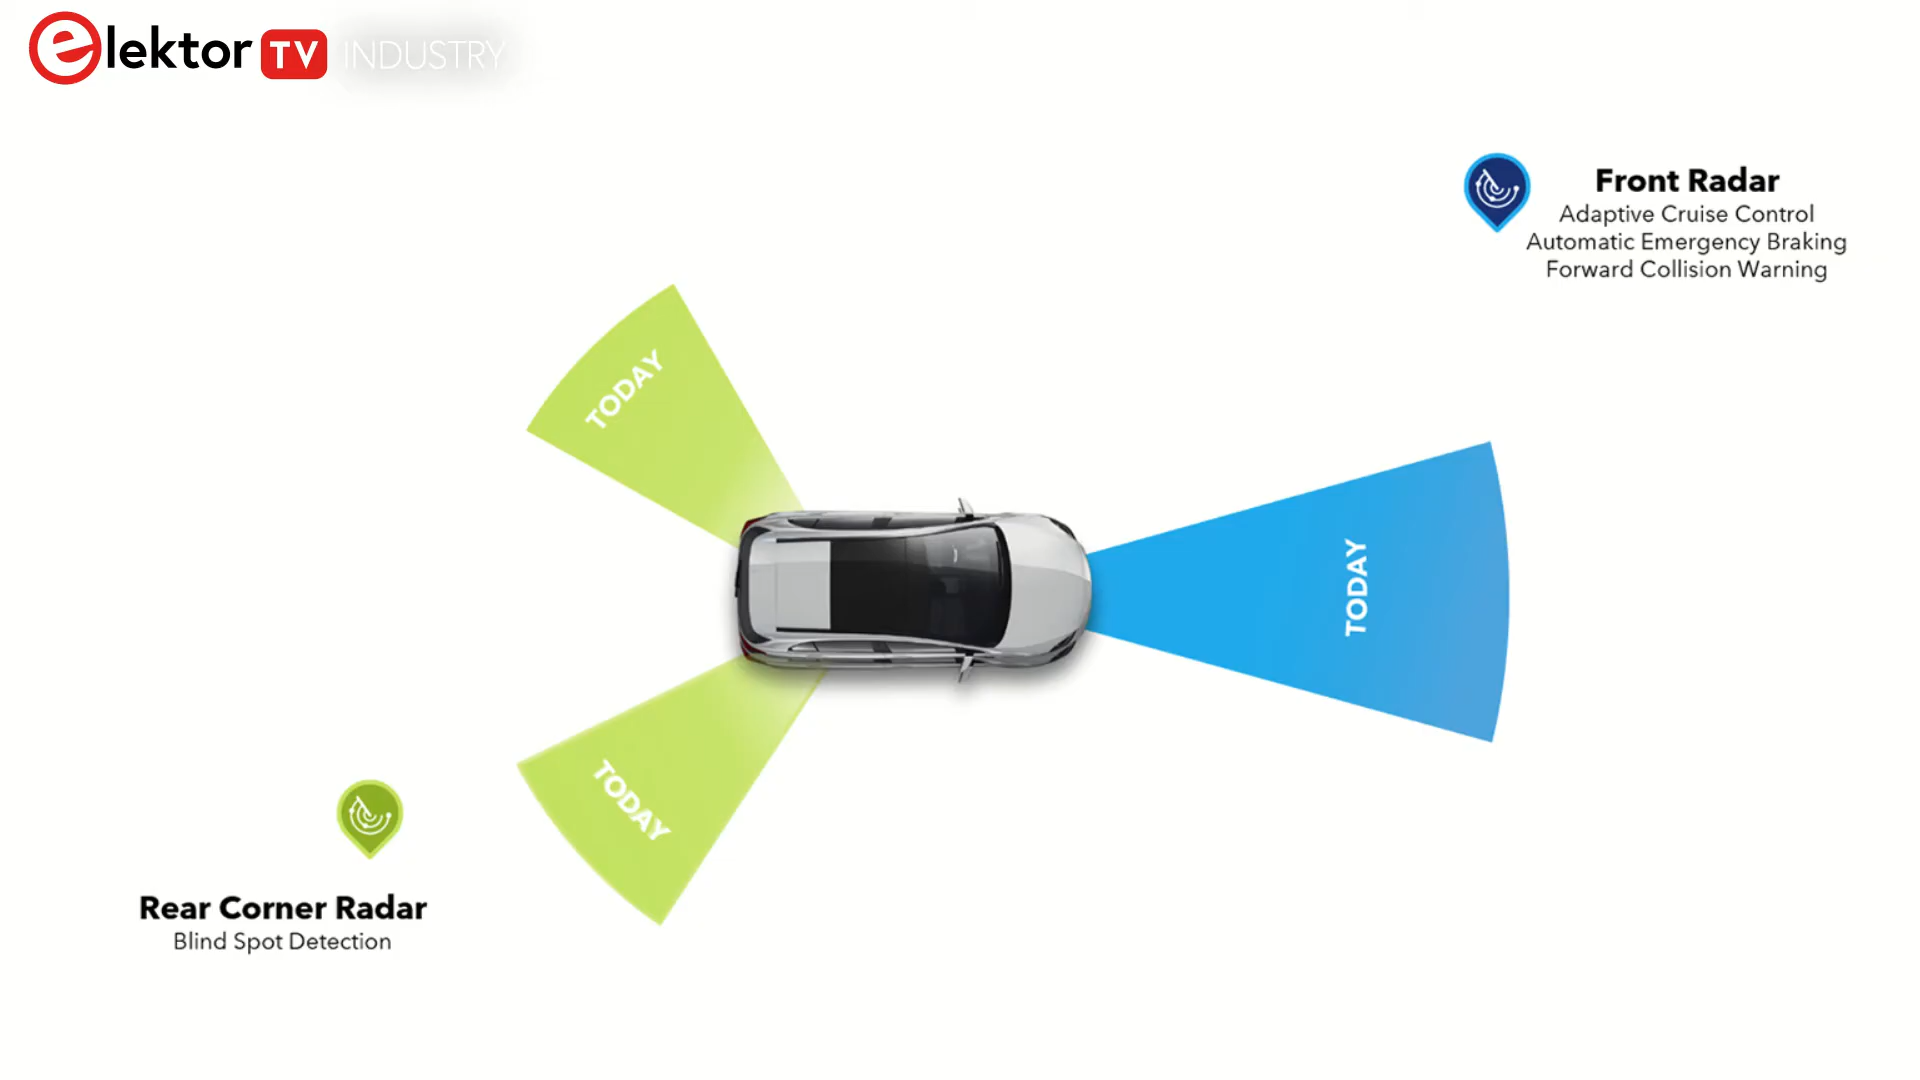 elektor TV INDUSTRY
Front Radar
Adaptive Cruise Control
Automatic Emergency Braking
Forward Collision Warning
TODAY
TODAY
TODAY
Rear Corner Radar
Blind Spot Detection